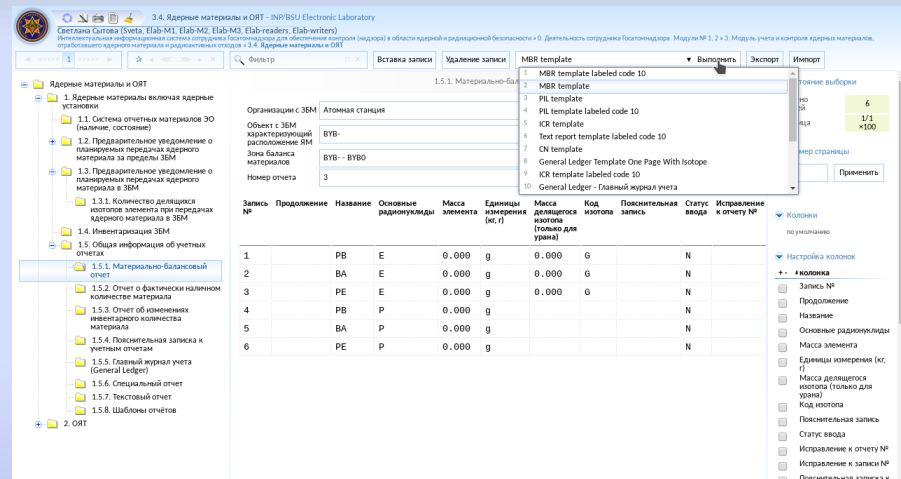 3.4. Ядерные материалы и ОЯТ - INP/BSU Electronic Laboratory
Светлана Сытова (Sveta, Elab-M1, Elab-M2, Elab-M3, Elab-readers, Elab-writers)
Интеллектуальная информационная система сотрудника Госатомнадзора для обеспечения контроля (надзора) в области ядерной и радиационной безопасности » 0. Деятельность сотрудника Госатомнадзора. Модули № 1, 2 » 3. Модуль учета и контроля ядерных материалов,
отработавшего ядерного материала и радиоактивных отходов » 3.4. Ядерные материалы и ОЯТ
1
Фильтр
Вставка записи
Удаление записи
MBR template
Выполнить
Экспорт
Импорт
1 MBR template labeled code 10
2 MBR template
3 PIL template
4 PIL template labeled code 10
5 ICR template
6 Text report template labeled code 10
7 CN template
8 General Ledger Template One Page With Isotope
9 ICR template labeled code 10
10 General Ledger - Главный журнал учета
Ядерные материалы и ОЯТ
1. Ядерные материалы включая ядерные
установки
1.1. Система отчетных материалов ЭО
(наличие, состояние)
1.2. Предварительное уведомление о
планируемых передачах ядерного
материала за пределы ЗБМ
1.3. Предварительное уведомление о
планируемых передачах ядерного
материала в ЗБМ
1.3.1. Количество делящихся
изотопов элемента при передачах
ядерного материала в ЗБМ
1.4. Инвентаризация ЗБМ
1.5. Общая информация об учетных
отчетах
1.5.1. Материально-балансовый
отчет
1.5.2. Отчет о фактически наличном
количестве материала
1.5.3. Отчет об изменениях
инвентарного количества
материала
1.5.4. Пояснительная записка к
учетным отчетам
1.5.5. Главный журнал учета
(General Ledger)
1.5.6. Специальный отчет
1.5.7. Текстовый отчет
1.5.8. Шаблоны отчётов
2. ОЯТ
1.5.1. Материально-бал
Организации с ЗБМ Атомная станция
Объект с ЗБМ
характеризующий
расположение ЯМ
BYB-
Зона баланса
материалов
BYB- - BYB0
Номер отчета 3
Запись № Продолжение Название Основные радионуклиды Масса элемента Единицы измерения (кг, г) Масса делящегося изотопа (только для урана) Код изотопа Пояснительная запись Статус ввода Исправление к отчету №
1 PB E 0.000 g 0.000 G N
2 BA E 0.000 g 0.000 G N
3 PE E 0.000 g 0.000 G N
4 PB P 0.000 g N
5 BA P 0.000 g N
6 PE P 0.000 g N
тояние выборки
но
ей
6
ица
1/1
×100
мер страницы
Применить
Колонки
по умолчанию
Настройка колонок
+ - колонка
Запись №
Продолжение
Название
Основные радионуклиды
Масса элемента
Единицы измерения (кг,
г)
Масса делящегося
изотопа (только для
урана)
Код изотопа
Пояснительная запись
Статус ввода
Исправление к отчету №
Исправление к записи №
Пояснительная записка к